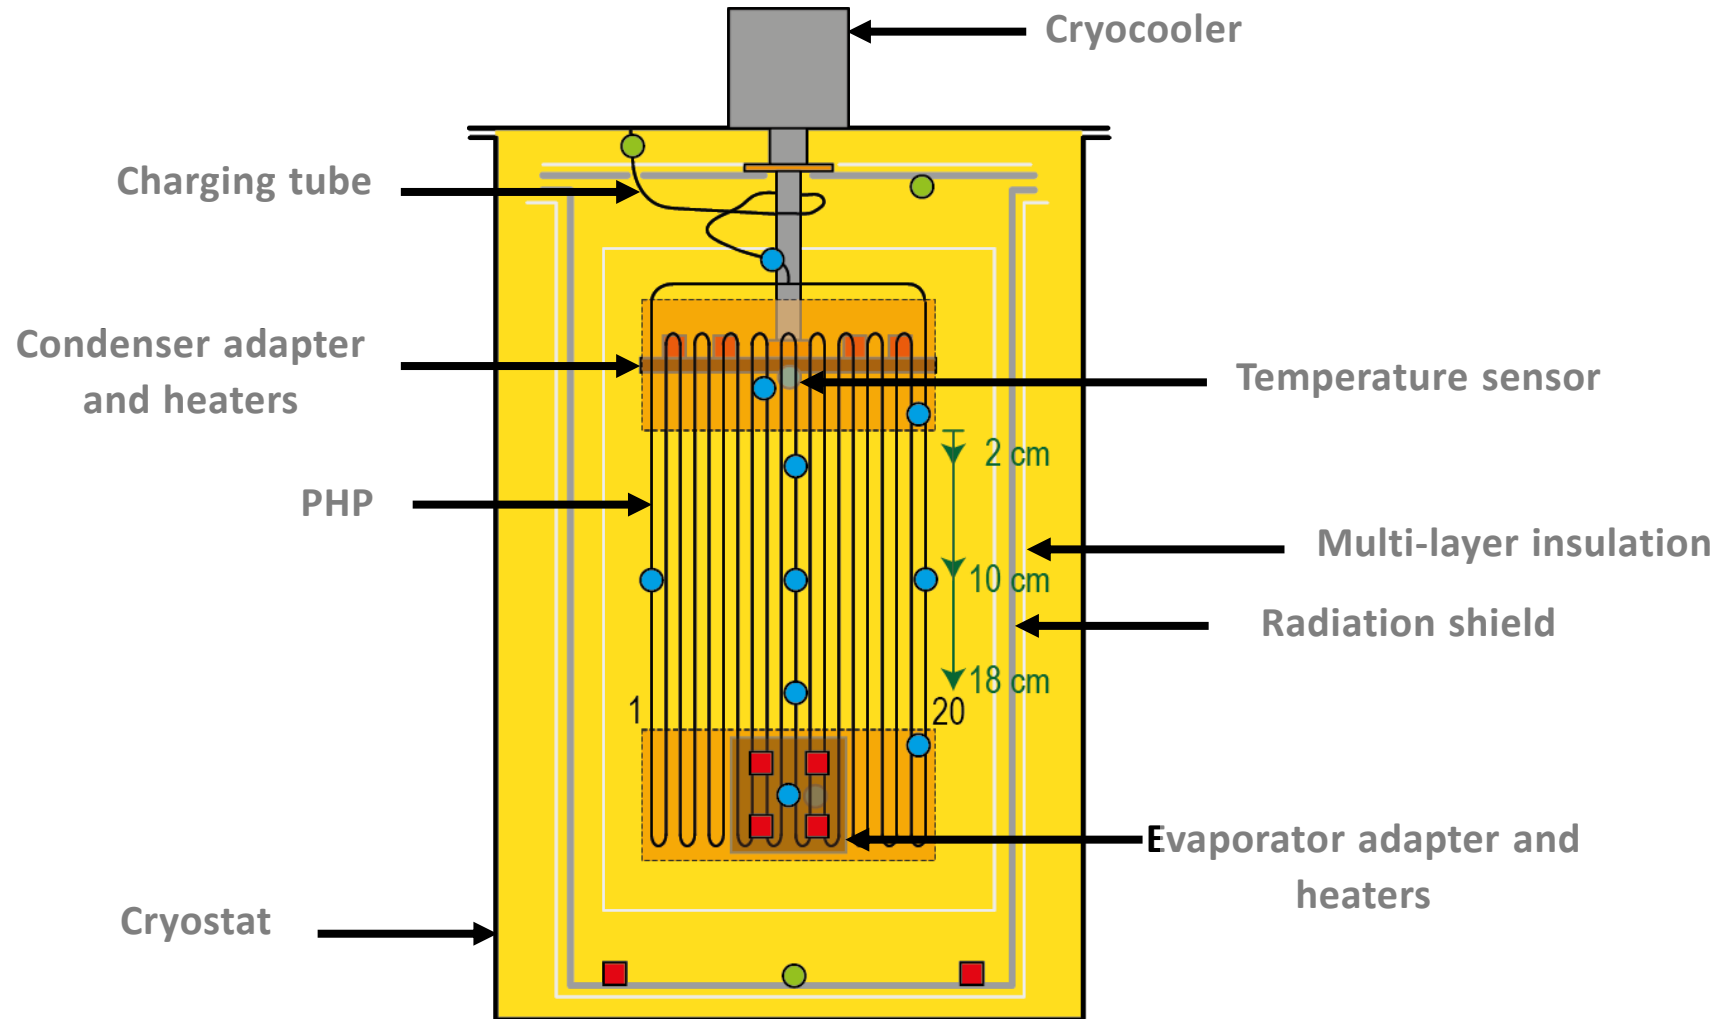 Cryocooler
Charging tube
Condenser adapter
and heaters
Temperature sensor
2 cm
PHP
Multi-layer insulation
10 cm
Radiation shield
18 cm
1
20
Evaporator adapter and
heaters
Cryostat